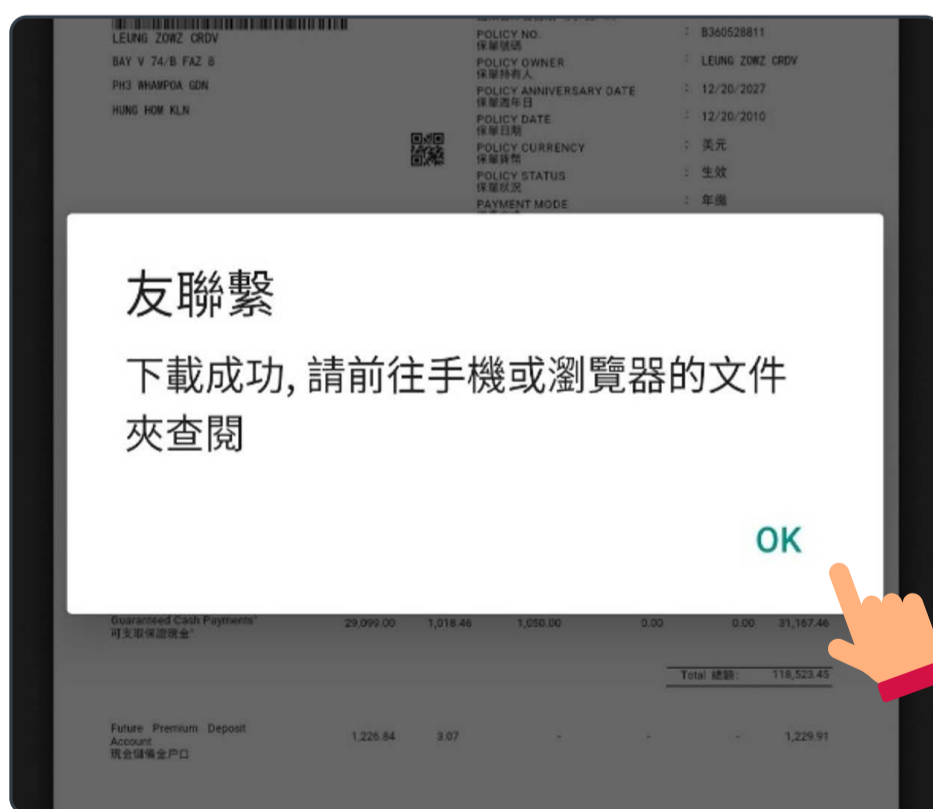 LEUNG ZOWZ CRDV
BAY V 74/B FAZ 8
PH3 WHAMPOA GDN
HUNG HOM KLN
POLICY NO. : B360528811
保單號碼
POLICY OWNER : LEUNG ZOWZ CRDV
保單持有人
POLICY ANNIVERSARY DATE : 12/20/2027
保單週年日
POLICY DATE : 12/20/2010
保單日期
POLICY CURRENCY : 美元
保單貨幣
POLICY STATUS : 生效
保單狀況
PAYMENT MODE : 年繳
友聯繫
下載成功, 請前往手機或瀏覽器的文件
夾查閱
OK
Guaranteed Cash Payments 29,099.00 1,018.46 1,050.00 0.00 0.00 31,167.46
可支取保證現金
Total 總額: 118,523.45
Future Premium Deposit
Account 1,226.84 3.07 - - - 1,229.91
現金儲備金戶口